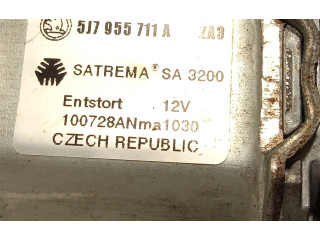 5J7 955 711 A ZA3
SATREMA® SA 3200
Entstort 12V
100728ANma1030
CZECH REPUBLIC